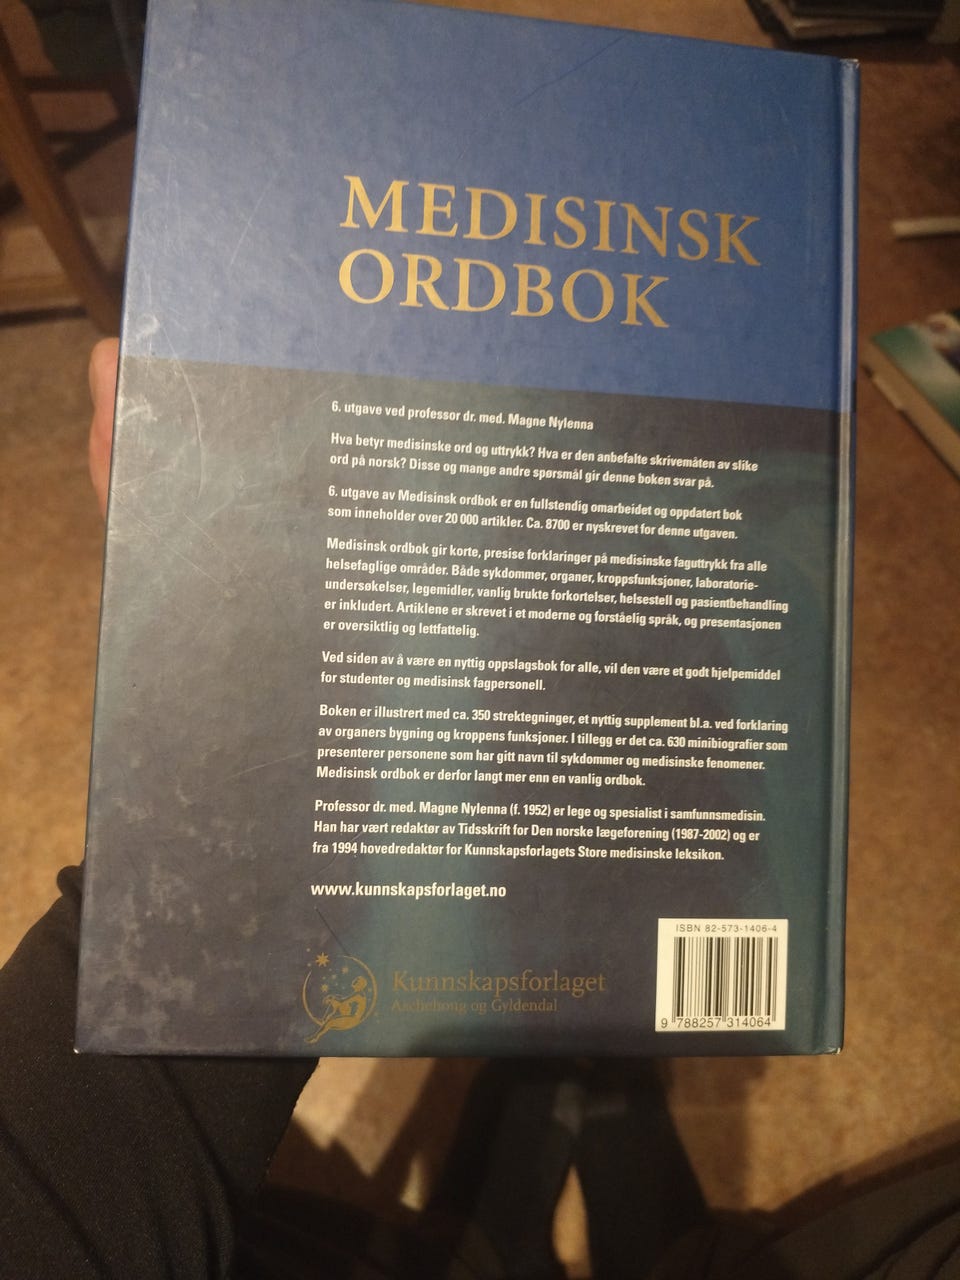 MEDISINSK
ORDBOK
6. utgave ved professor dr. med. Magne Nylenna
Hva betyr medisinske ord og uttrykk? Hva er den anbefalte skrivemåten av slike
ord på norsk? Disse og mange andre spørsmål gir denne boken svar på.
6. utgave av Medisinsk ordbok er en fullstendig omarbeidet og oppdatert bok
som inneholder over 20 000 artikler. Ca. 8700 er nyskrevet for denne utgaven.
Medisinsk ordbok gir korte, presise forklaringer på medisinske faguttrykk fra alle
helsefaglige områder. Både sykdommer, organer, kroppsfunksjoner, laboratorie-
undersøkelser, legemidler, vanlig brukte forkortelser, helsestell og pasientbehandling
er inkludert. Artiklene er skrevet i et moderne og forståelig språk, og presentasjonen
er oversiktlig og lettfattelig.
Ved siden av å være en nyttig oppslagsbok for alle, vil den være et godt hjelpemiddel
for studenter og medisinsk fagpersonell.
Boken er illustrert med ca. 350 strektegninger, et nyttig supplement bl.a. ved forklaring
av organers bygning og kroppens funksjoner. I tillegg er det ca. 630 minibiografier som
presenterer personene som har gitt navn til sykdommer og medisinske fenomener.
Medisinsk ordbok er derfor langt mer enn en vanlig ordbok.
Professor dr. med. Magne Nylenna (f. 1952) er lege og spesialist i samfunnsmedisin.
Han har vært redaktør av Tidsskrift for Den norske lægeforening (1987-2002) og er
fra 1994 hovedredaktør for Kunnskapsforlagets Store medisinske leksikon.
www.kunnskapsforlaget.no
Kunnskapsforlaget
Aschehoug og Gyldendal
ISBN 82-573-1406-4
9 788257 314064